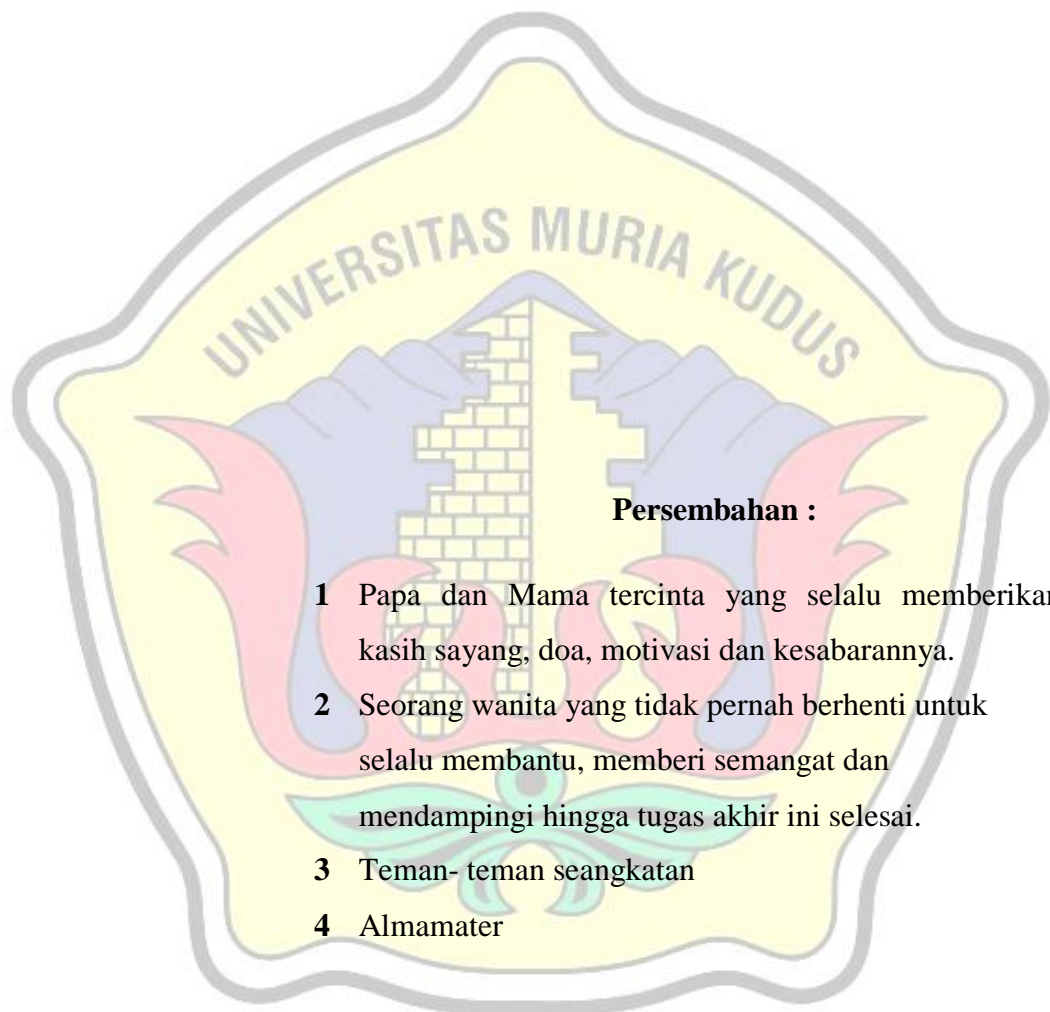 UNIVERSITAS MURIA KUDUS
Persembahan :
1 Papa dan Mama tercinta yang selalu memberikan
kasih sayang, doa, motivasi dan kesabarannya.
2 Seorang wanita yang tidak pernah berhenti untuk
selalu membantu, memberi semangat dan
mendampingi hingga tugas akhir ini selesai.
3 Teman- teman seangkatan
4 Almamater